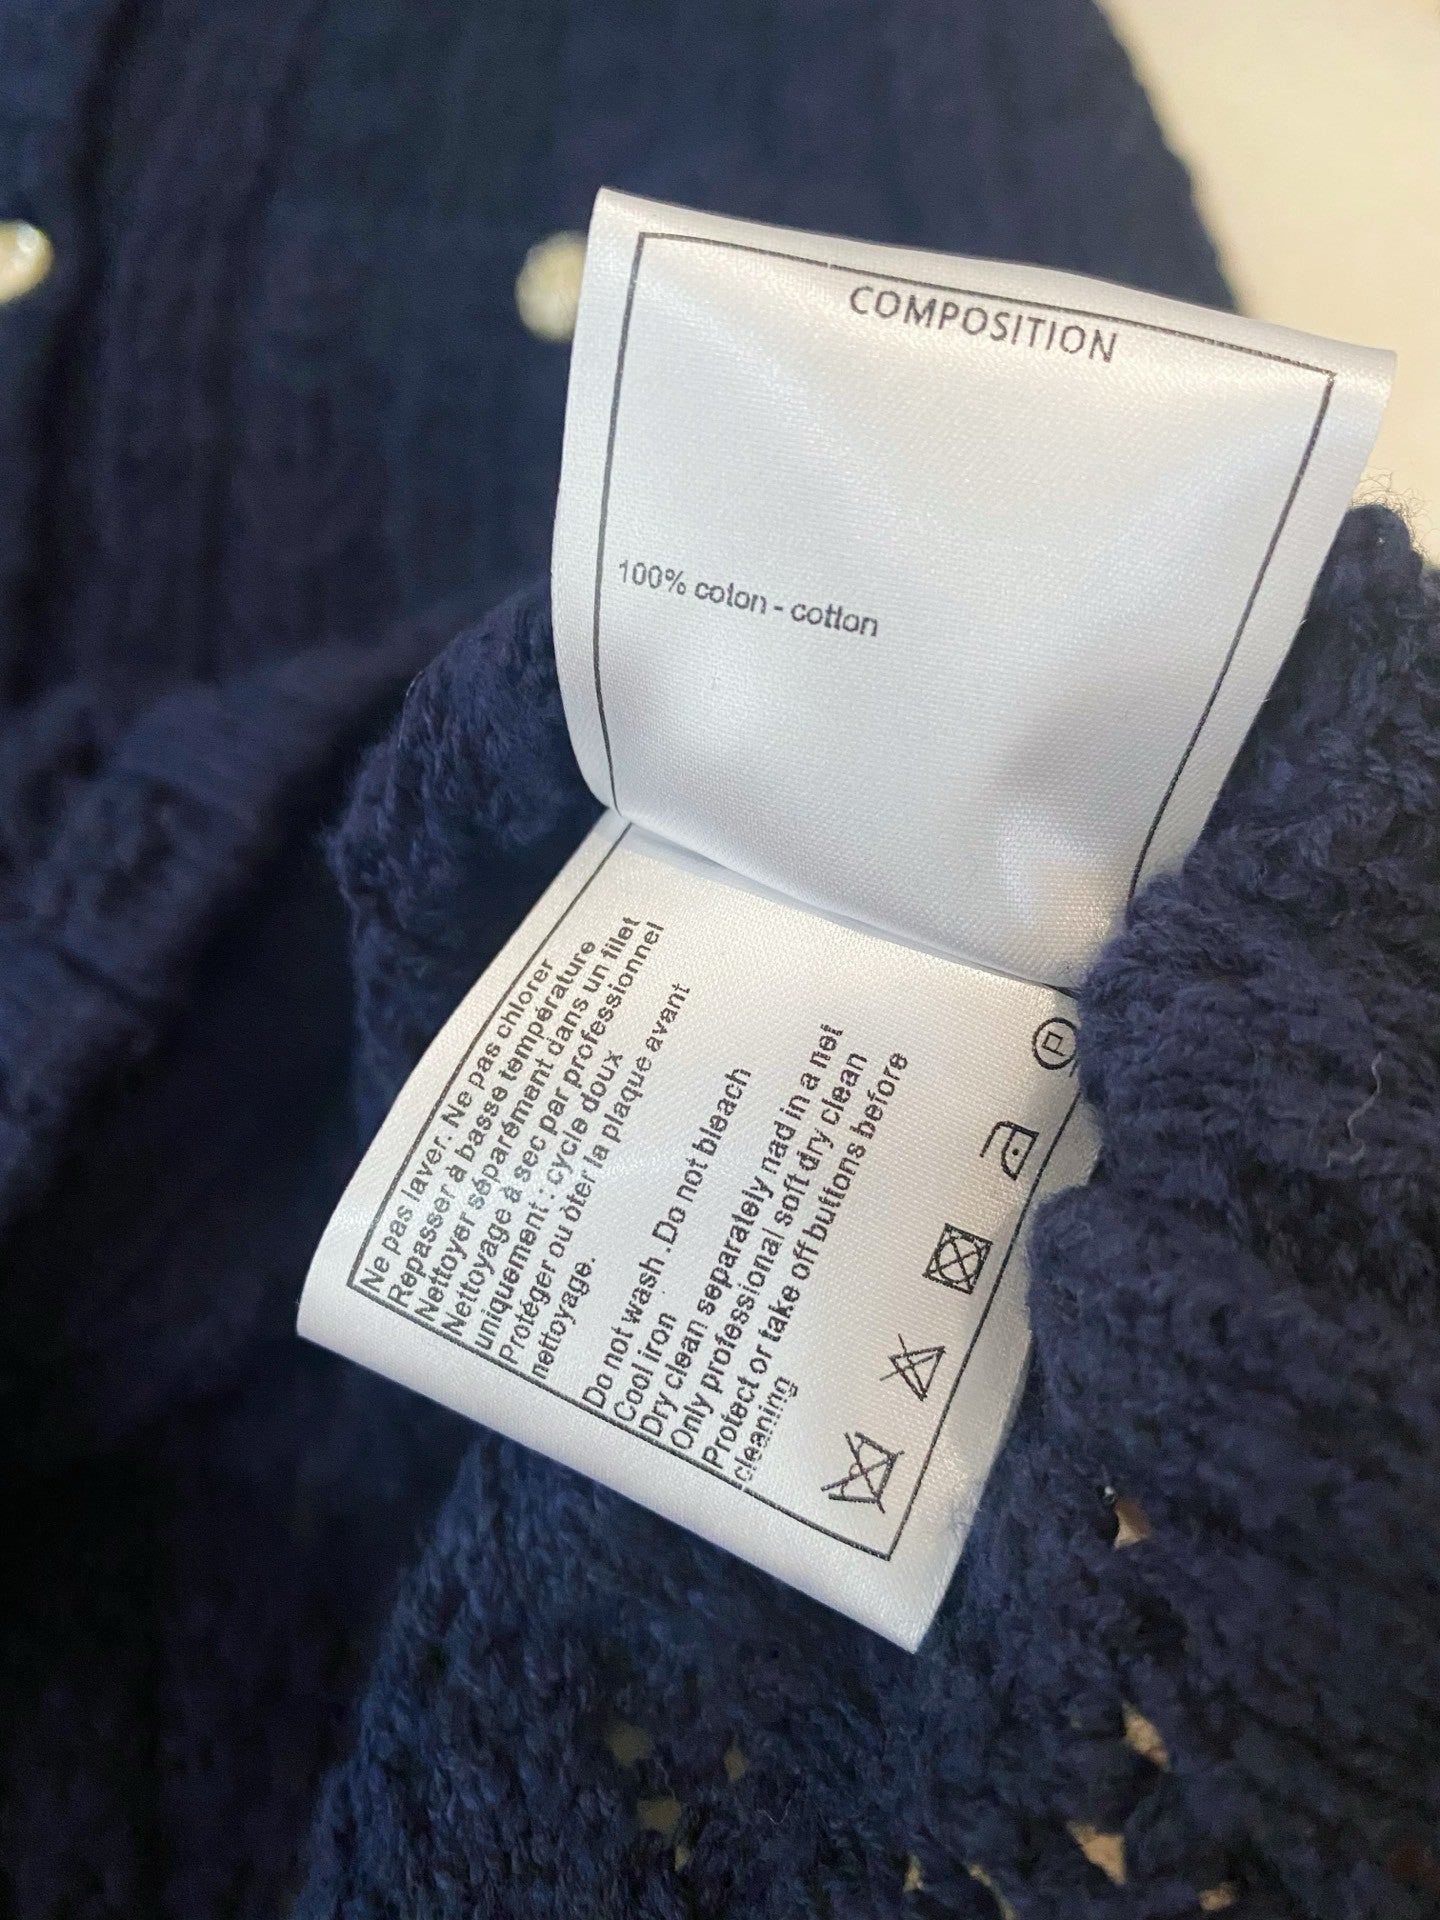 COMPOSITION
100% coton - cotton
Ne pas laver. Ne pas chlorer
Repasser à basse température
Nettoyer séparément dans un filet
Nettoyage à sec par professionnel
uniquement : cycle doux
Protéger ou òter la plaque avant
nettoyage.
Do not wash .Do not bleach
Cool iron
Dry clean separately nad in a net
Only professional soft dry clean
Protect or take off buttons before
cleaning
P